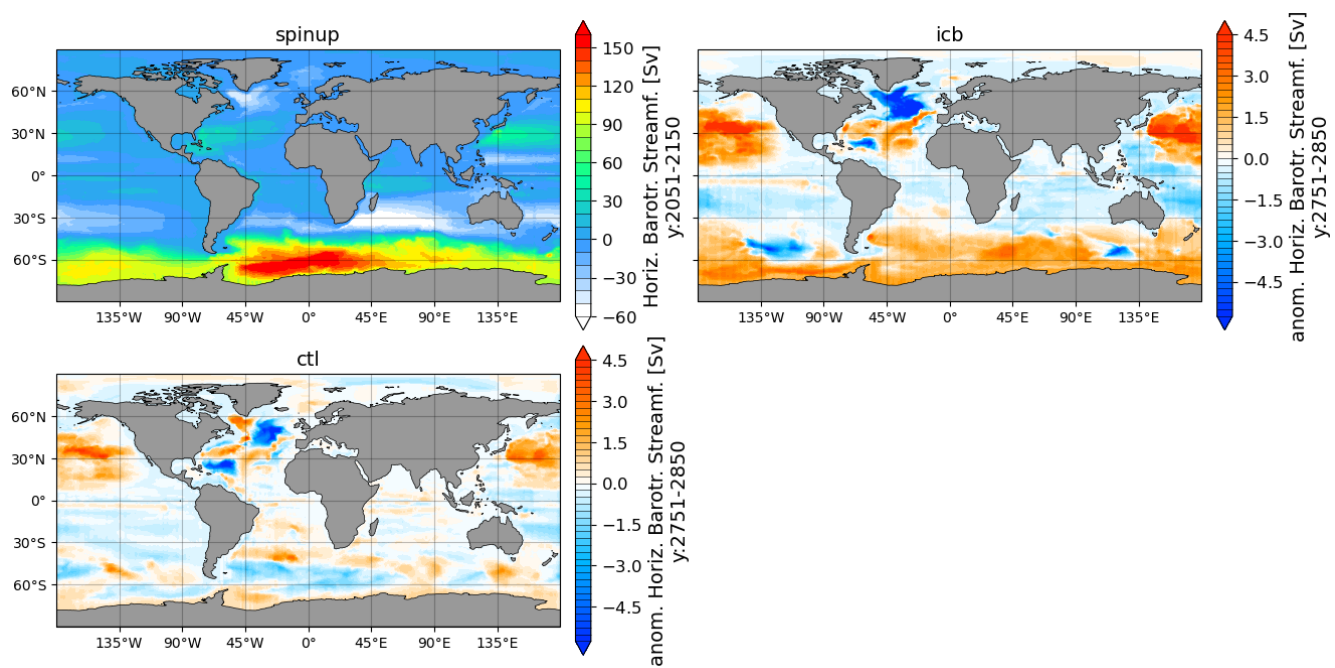 spinup
60°N
30°N
0°
30°S
60°S
135°W 90°W 45°W 0° 45°E 90°E 135°E
150
120
90
60
30
0
−30
−60
Horiz. Barotr. Streamf. [Sv]
y:2051-2150
icb
135°W 90°W 45°W 0° 45°E 90°E 135°E
4.5
3.0
1.5
0.0
−1.5
−3.0
−4.5
anom. Horiz. Barotr. Streamf. [Sv]
y:2751-2850
ctl
60°N
30°N
0°
30°S
60°S
135°W 90°W 45°W 0° 45°E 90°E 135°E
4.5
3.0
1.5
0.0
−1.5
−3.0
−4.5
anom. Horiz. Barotr. Streamf. [Sv]
y:2751-2850